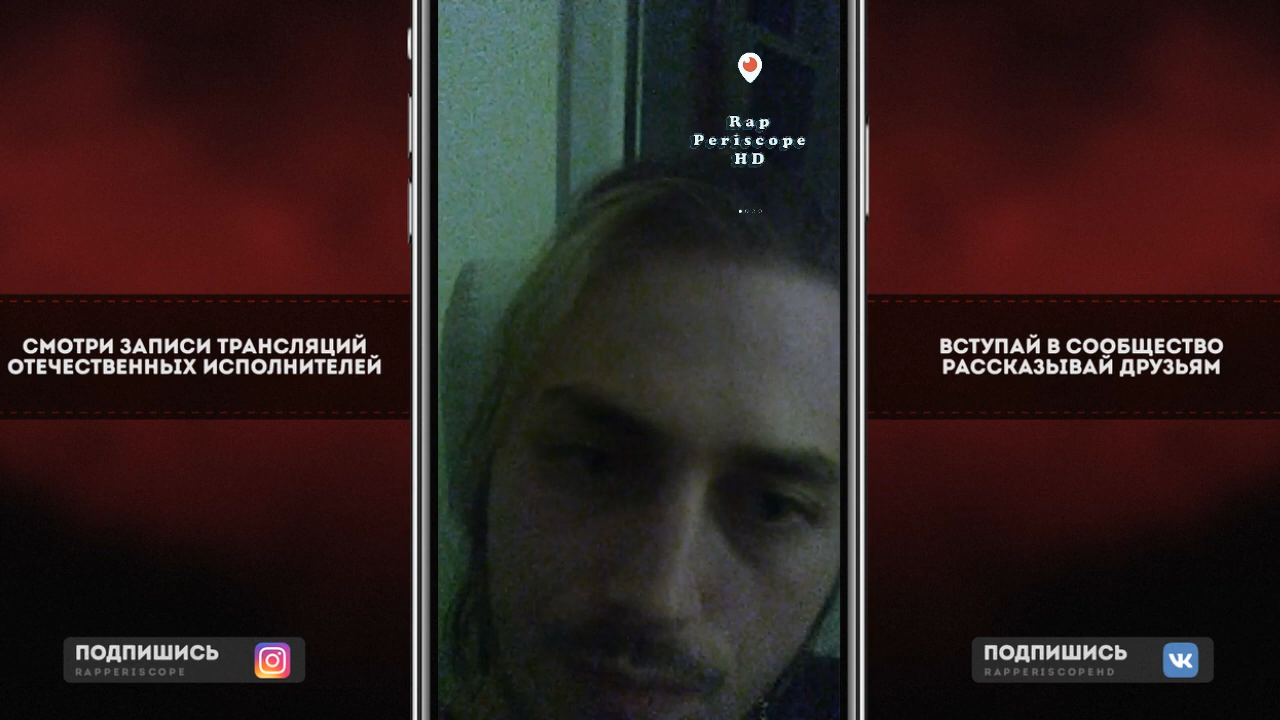 Rap
Periscope
HD
СМОТРИ ЗАПИСИ ТРАНСЛЯЦИЙ
ОТЕЧЕСТВЕННЫХ ИСПОЛНИТЕЛЕЙ
ВСТУПАЙ В СООБЩЕСТВО
РАССКАЗЫВАЙ ДРУЗЬЯМ
ПОДПИШИСЬ
RAPPERISCOPE
ПОДПИШИСЬ
RAPPERISCOPEHD